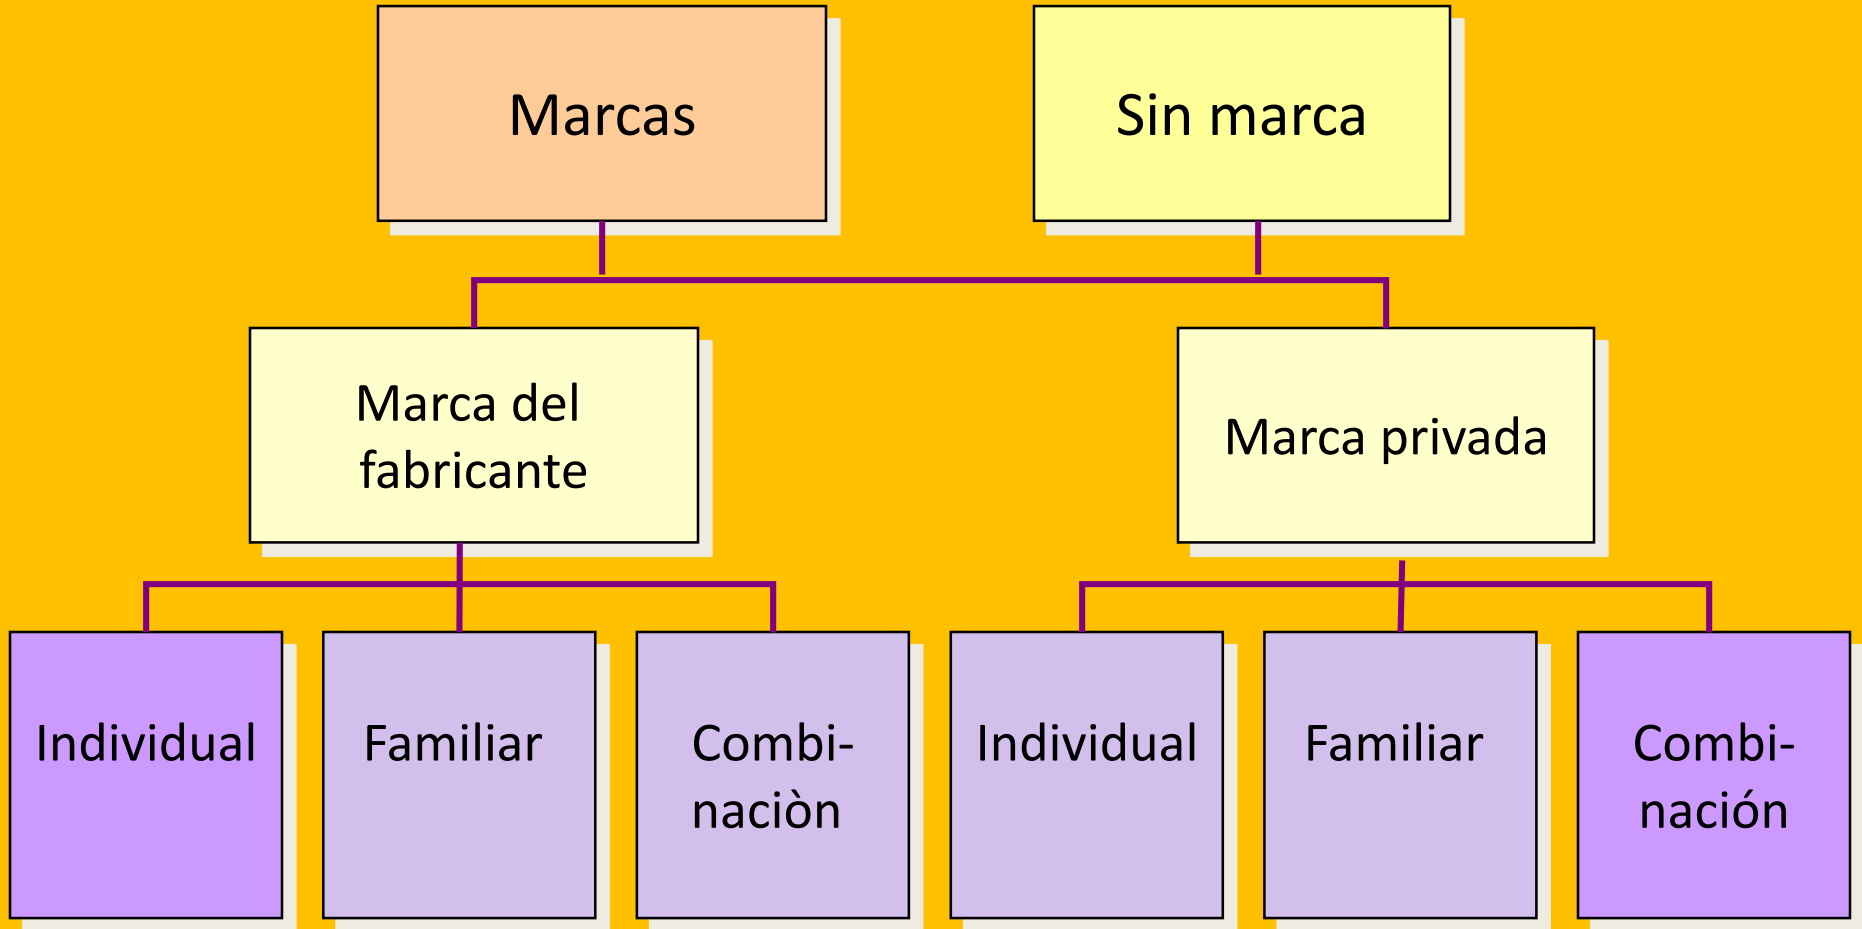 Marcas
Sin marca
Marca del
fabricante
Marca privada
Individual
Familiar
Combi-
naciòn
Individual
Familiar
Combi-
nación